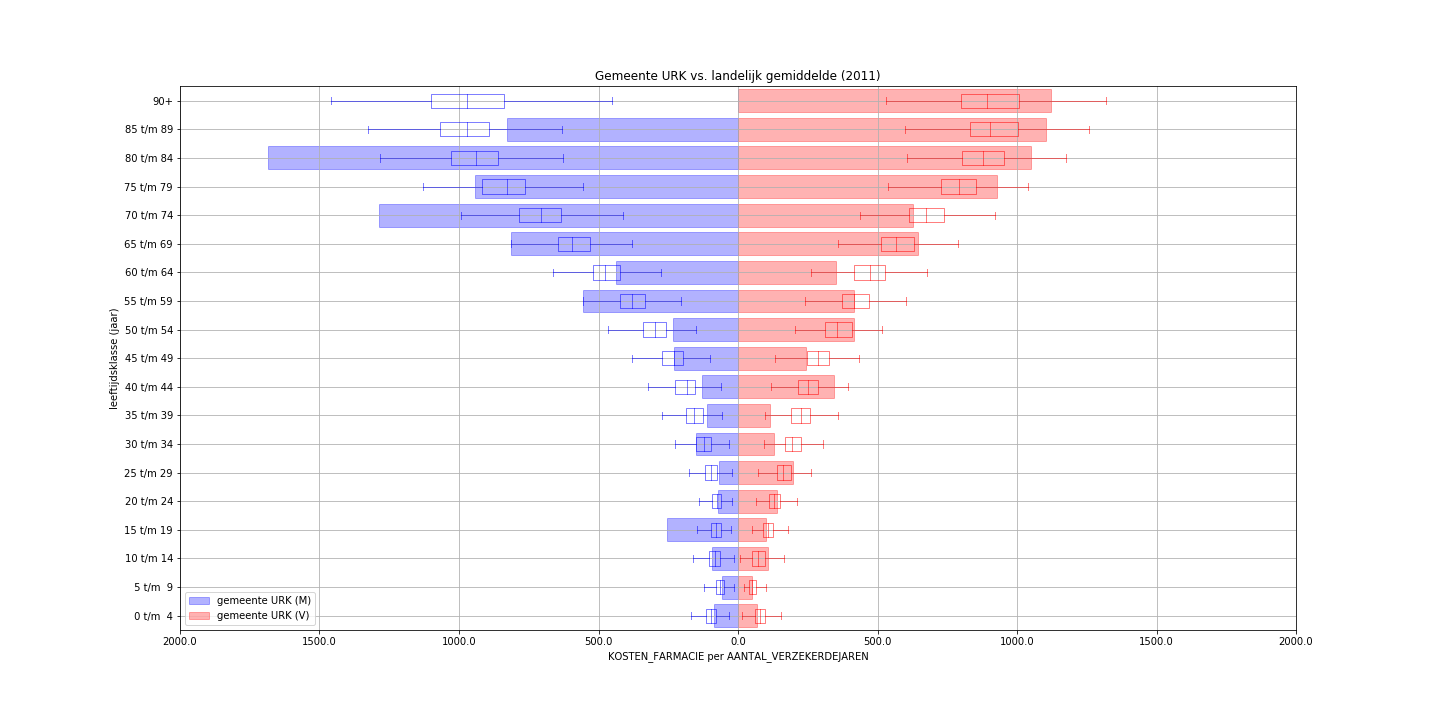 Gemeente URK vs. landelijk gemiddelde (2011)
leeftijdsklasse (jaar)
90+
85 t/m 89
80 t/m 84
75 t/m 79
70 t/m 74
65 t/m 69
60 t/m 64
55 t/m 59
50 t/m 54
45 t/m 49
40 t/m 44
35 t/m 39
30 t/m 34
25 t/m 29
20 t/m 24
15 t/m 19
10 t/m 14
5 t/m  9
0 t/m  4
gemeente URK (M)
gemeente URK (V)
2000.0 1500.0 1000.0 500.0 0.0 500.0 1000.0 1500.0 2000.0
KOSTEN_FARMACIE per AANTAL_VERZEKERDEJAREN